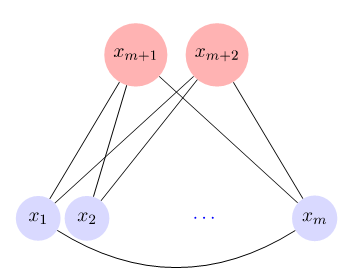 x_{m+1} x_{m+2}
x_1 x_2 ⋯ x_m